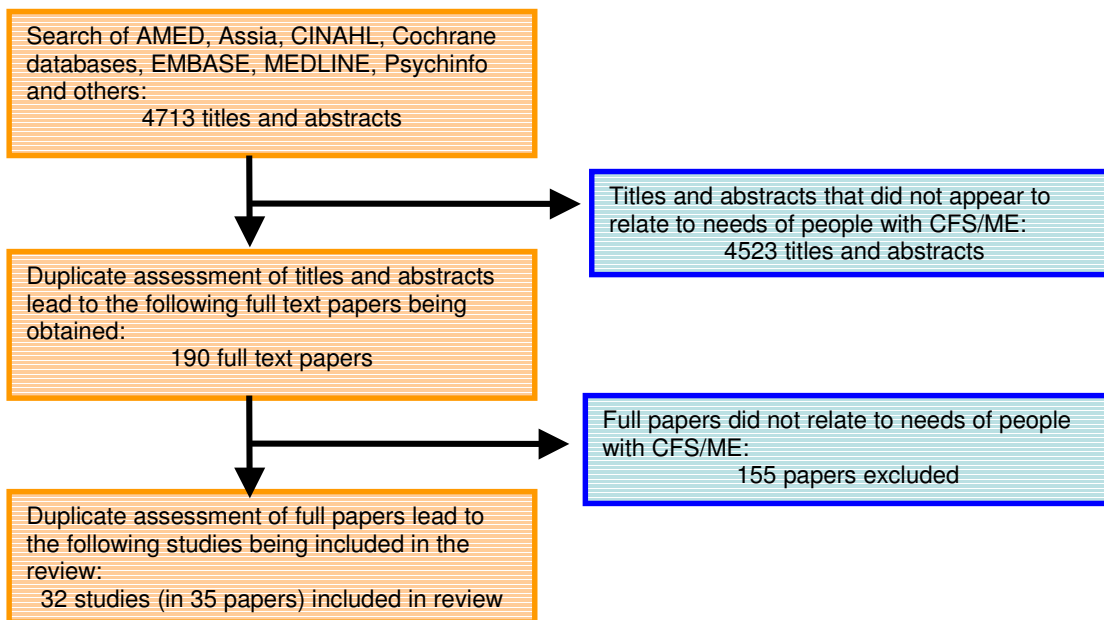 Search of AMED, Assia, CINAHL, Cochrane
databases, EMBASE, MEDLINE, Psychinfo
and others:
4713 titles and abstracts
Titles and abstracts that did not appear to
relate to needs of people with CFS/ME:
4523 titles and abstracts
Duplicate assessment of titles and abstracts
lead to the following full text papers being
obtained:
190 full text papers
Full papers did not relate to needs of people
with CFS/ME:
155 papers excluded
Duplicate assessment of full papers lead to
the following studies being included in the
review:
32 studies (in 35 papers) included in review